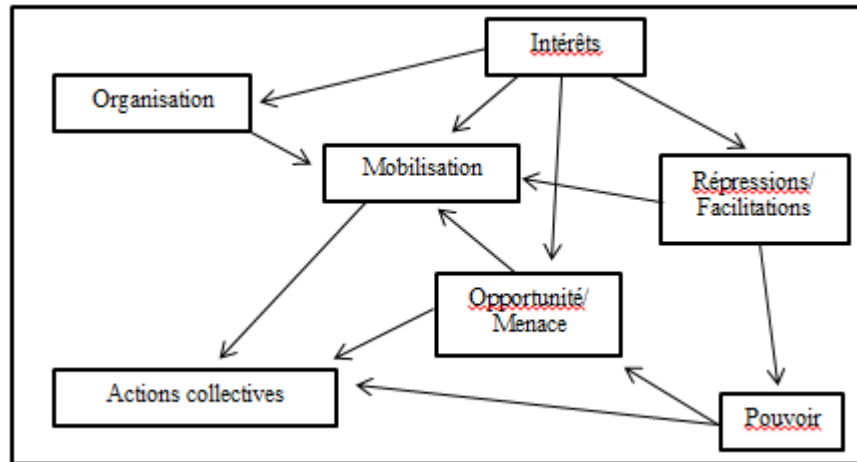 Intérêts
Organisation
Mobilisation
Répressions/
Facilitations
Opportunité/
Menace
Actions collectives
Pouvoir